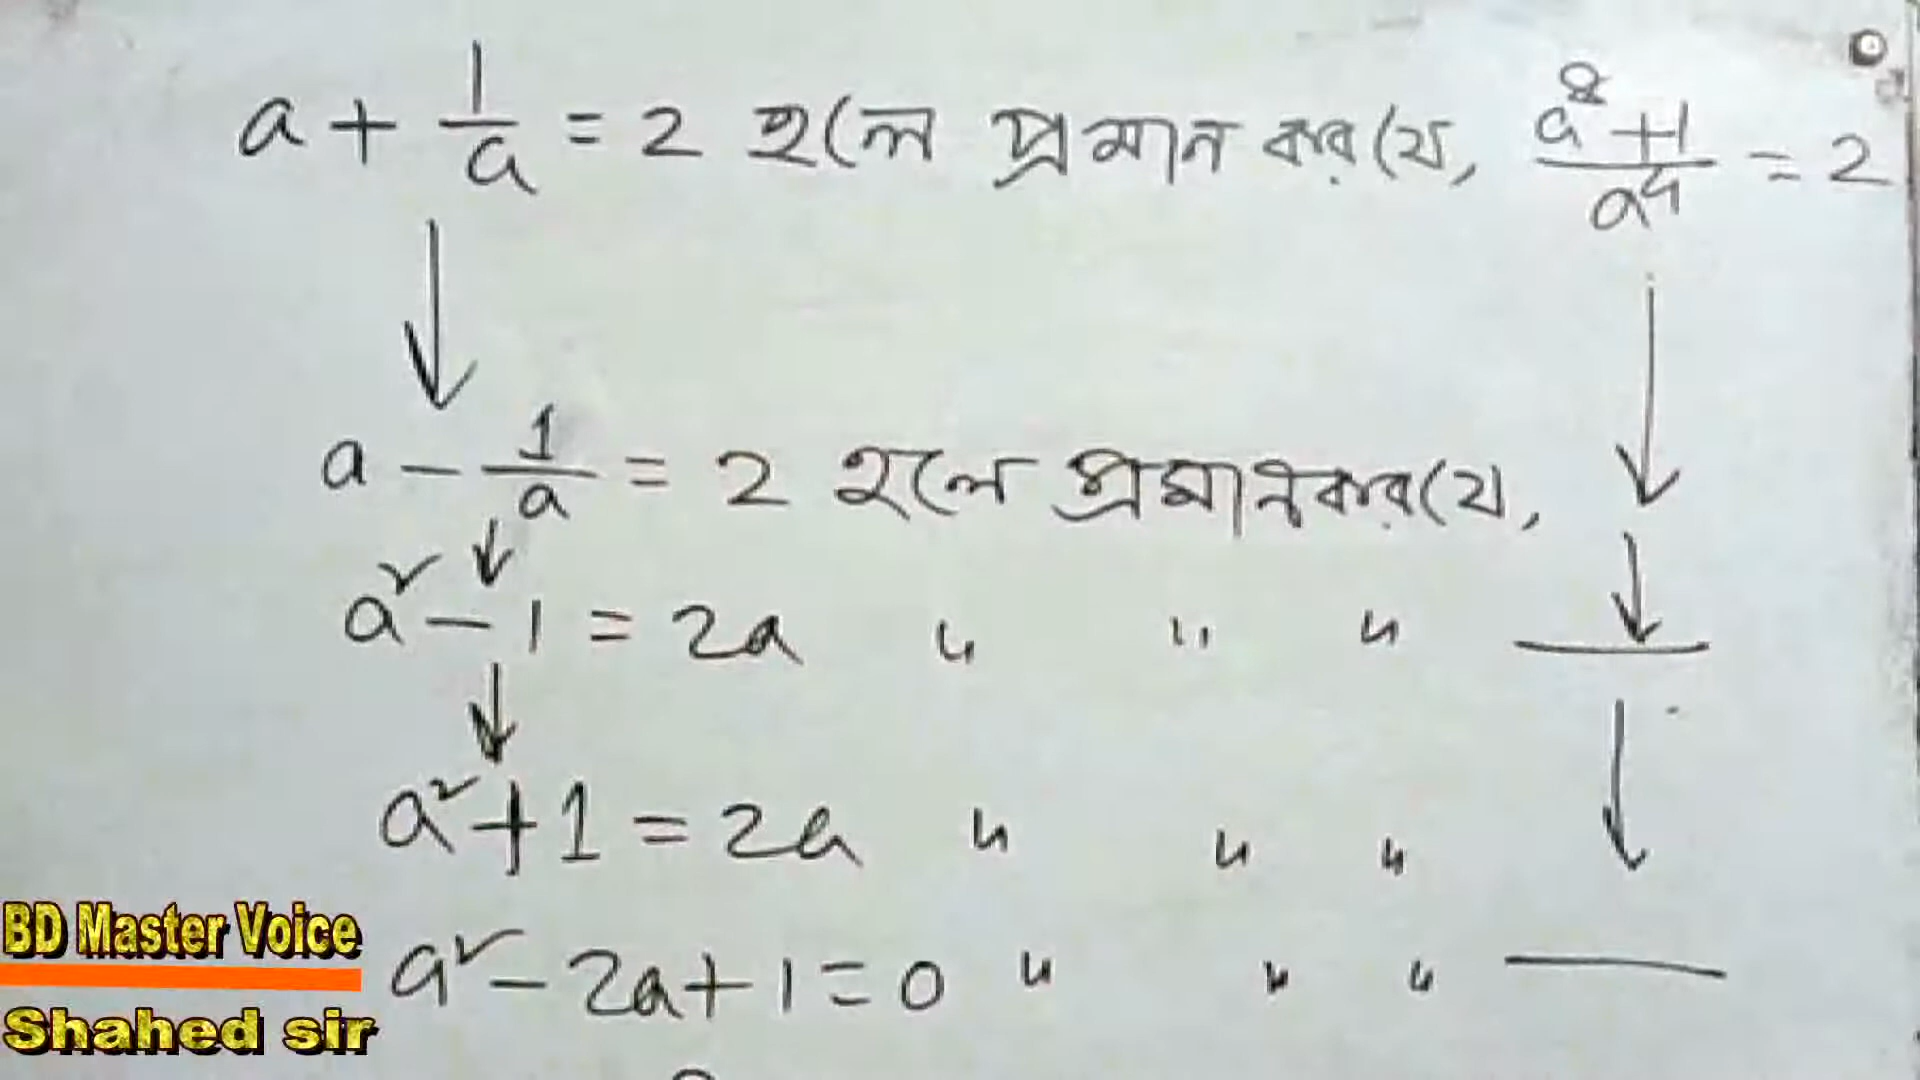 a + 1/a = 2 হলে প্রমান কর যে, (a⁸+1)/a⁴ = 2
a - 1/a = 2 হলে প্রমান কর যে,
a² - 1 = 2a " " "
a² + 1 = 2a " " "
a² - 2a + 1 = 0 " " "
BD Master Voice
Shahed sir